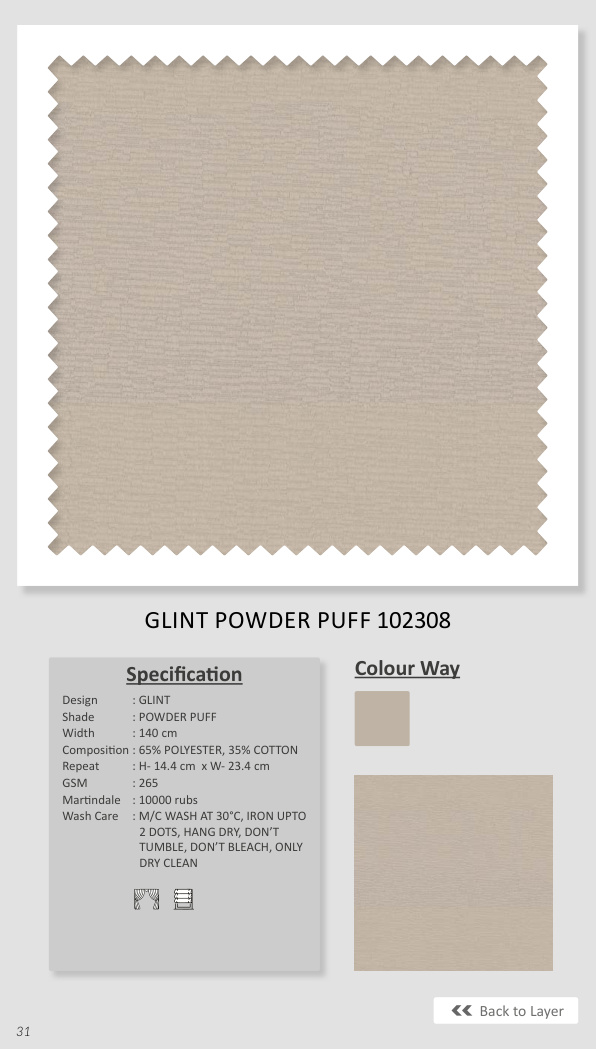 GLINT POWDER PUFF 102308
Specification
Design : GLINT
Shade : POWDER PUFF
Width : 140 cm
Composition : 65% POLYESTER, 35% COTTON
Repeat : H- 14.4 cm x W- 23.4 cm
GSM : 265
Martindale : 10000 rubs
Wash Care : M/C WASH AT 30°C, IRON UPTO
2 DOTS, HANG DRY, DON’T
TUMBLE, DON’T BLEACH, ONLY
DRY CLEAN
Colour Way
Back to Layer
31